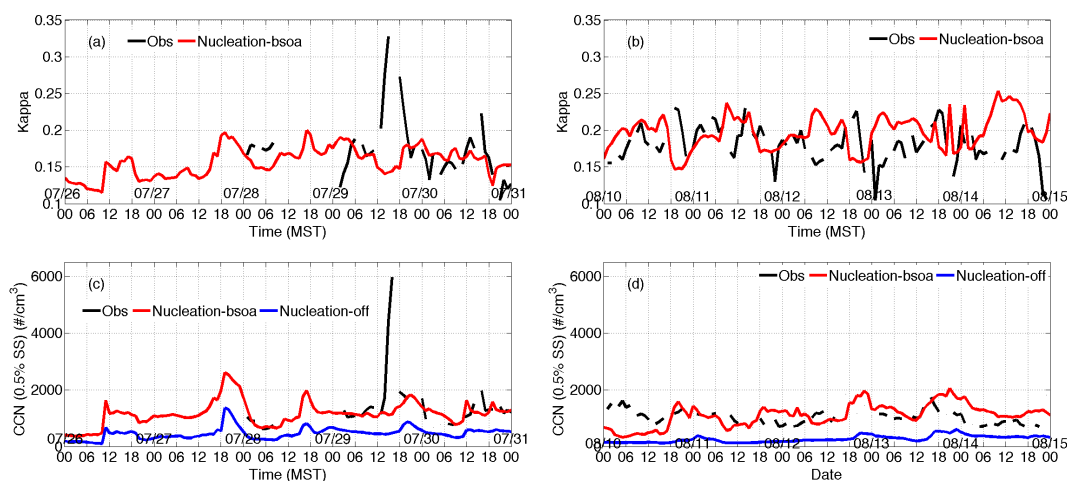 0.35
0.3
0.25
0.2
0.15
0.1
Kappa
(a)
Obs
Nucleation-bsoa
07/26
07/27
07/28
07/29
07/30
07/31
00 06 12 18 00 06 12 18 00 06 12 18 00 06 12 18 00 06 12 18 00
Time (MST)
0.35
0.3
0.25
0.2
0.15
0.1
Kappa
(b)
Obs
Nucleation-bsoa
08/10
08/11
08/12
08/13
08/14
08/15
00 06 12 18 00 06 12 18 00 06 12 18 00 06 12 18 00 06 12 18 00
Time (MST)
6000
4000
2000
0
CCN (0.5% SS) (#/cm³)
(c)
Obs
Nucleation-bsoa
Nucleation-off
07/26
07/27
07/28
07/29
07/30
07/31
00 06 12 18 00 06 12 18 00 06 12 18 00 06 12 18 00 06 12 18 00
Time (MST)
6000
4000
2000
0
CCN (0.5% SS) (#/cm³)
(d)
Obs
Nucleation-bsoa
Nucleation-off
08/10
08/11
08/12
08/13
08/14
08/15
00 06 12 18 00 06 12 18 00 06 12 18 00 06 12 18 00 06 12 18 00
Date